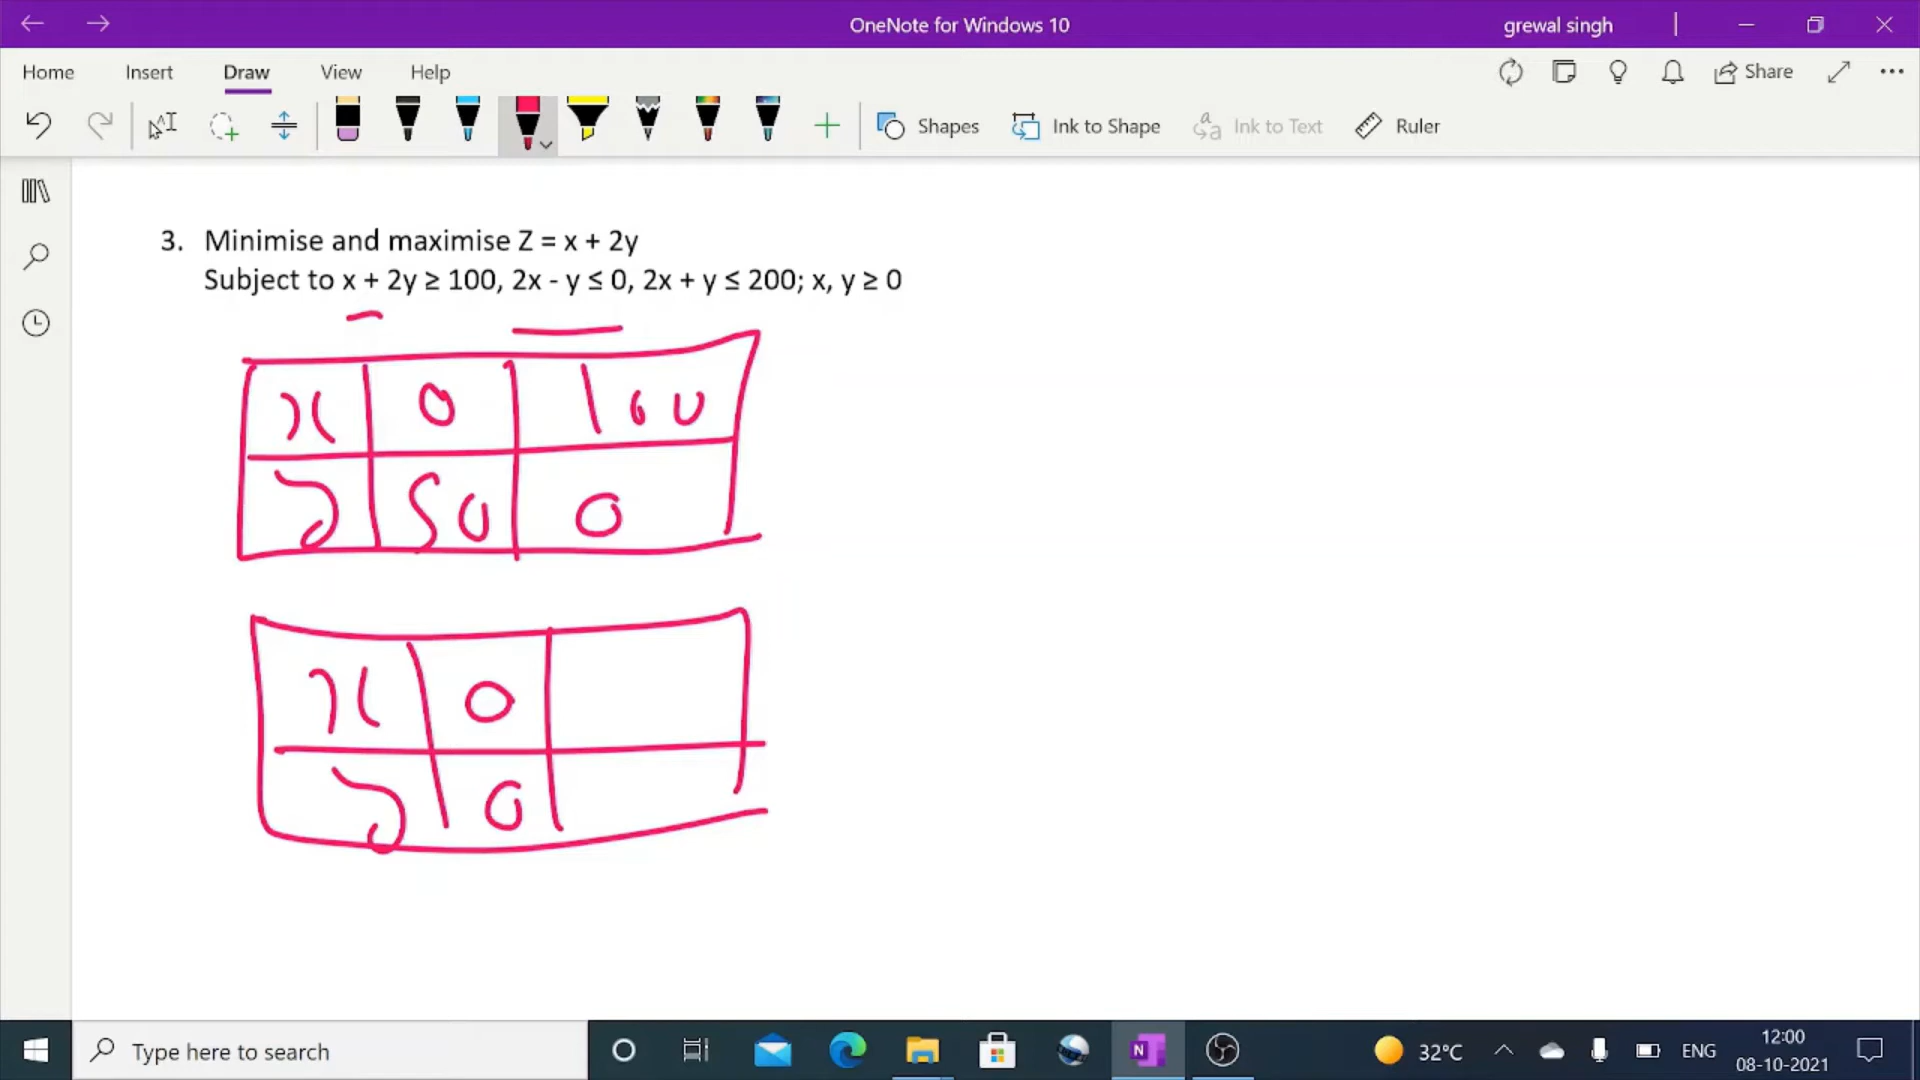 OneNote for Windows 10
grewal singh
Home Insert Draw View Help
Share
Shapes
Ink to Shape
Ink to Text
Ruler
3. Minimise and maximise Z = x + 2y
Subject to x + 2y ≥ 100, 2x - y ≤ 0, 2x + y ≤ 200; x, y ≥ 0
x 0 100
y 50 0
x 0
y 0
Type here to search
32°C
ENG
12:00
08-10-2021